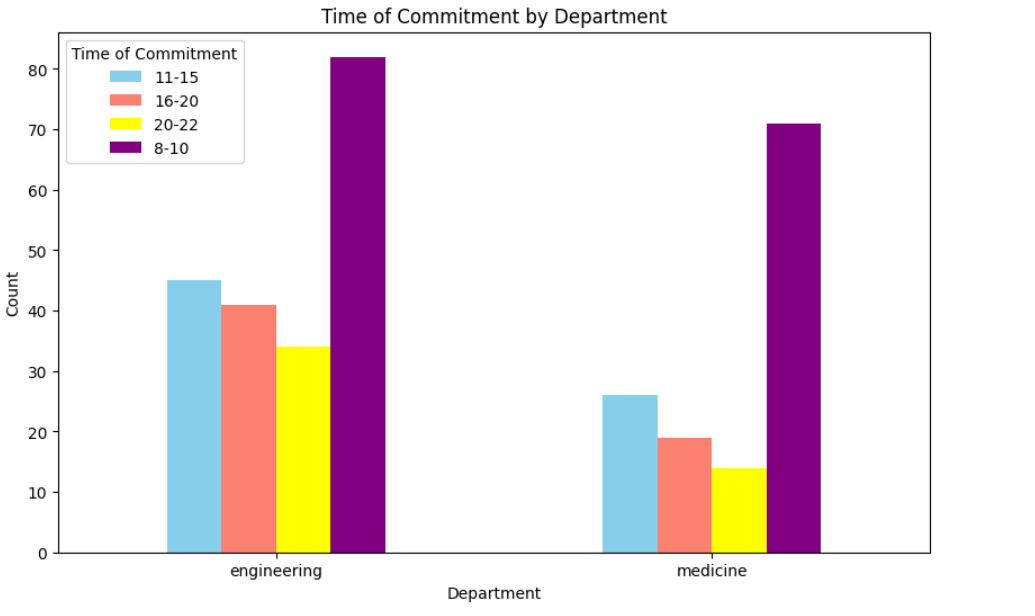 Time of Commitment by Department
Time of Commitment
11-15
16-20
20-22
8-10
80
70
60
50
40
30
20
10
0
Count
engineering medicine
Department